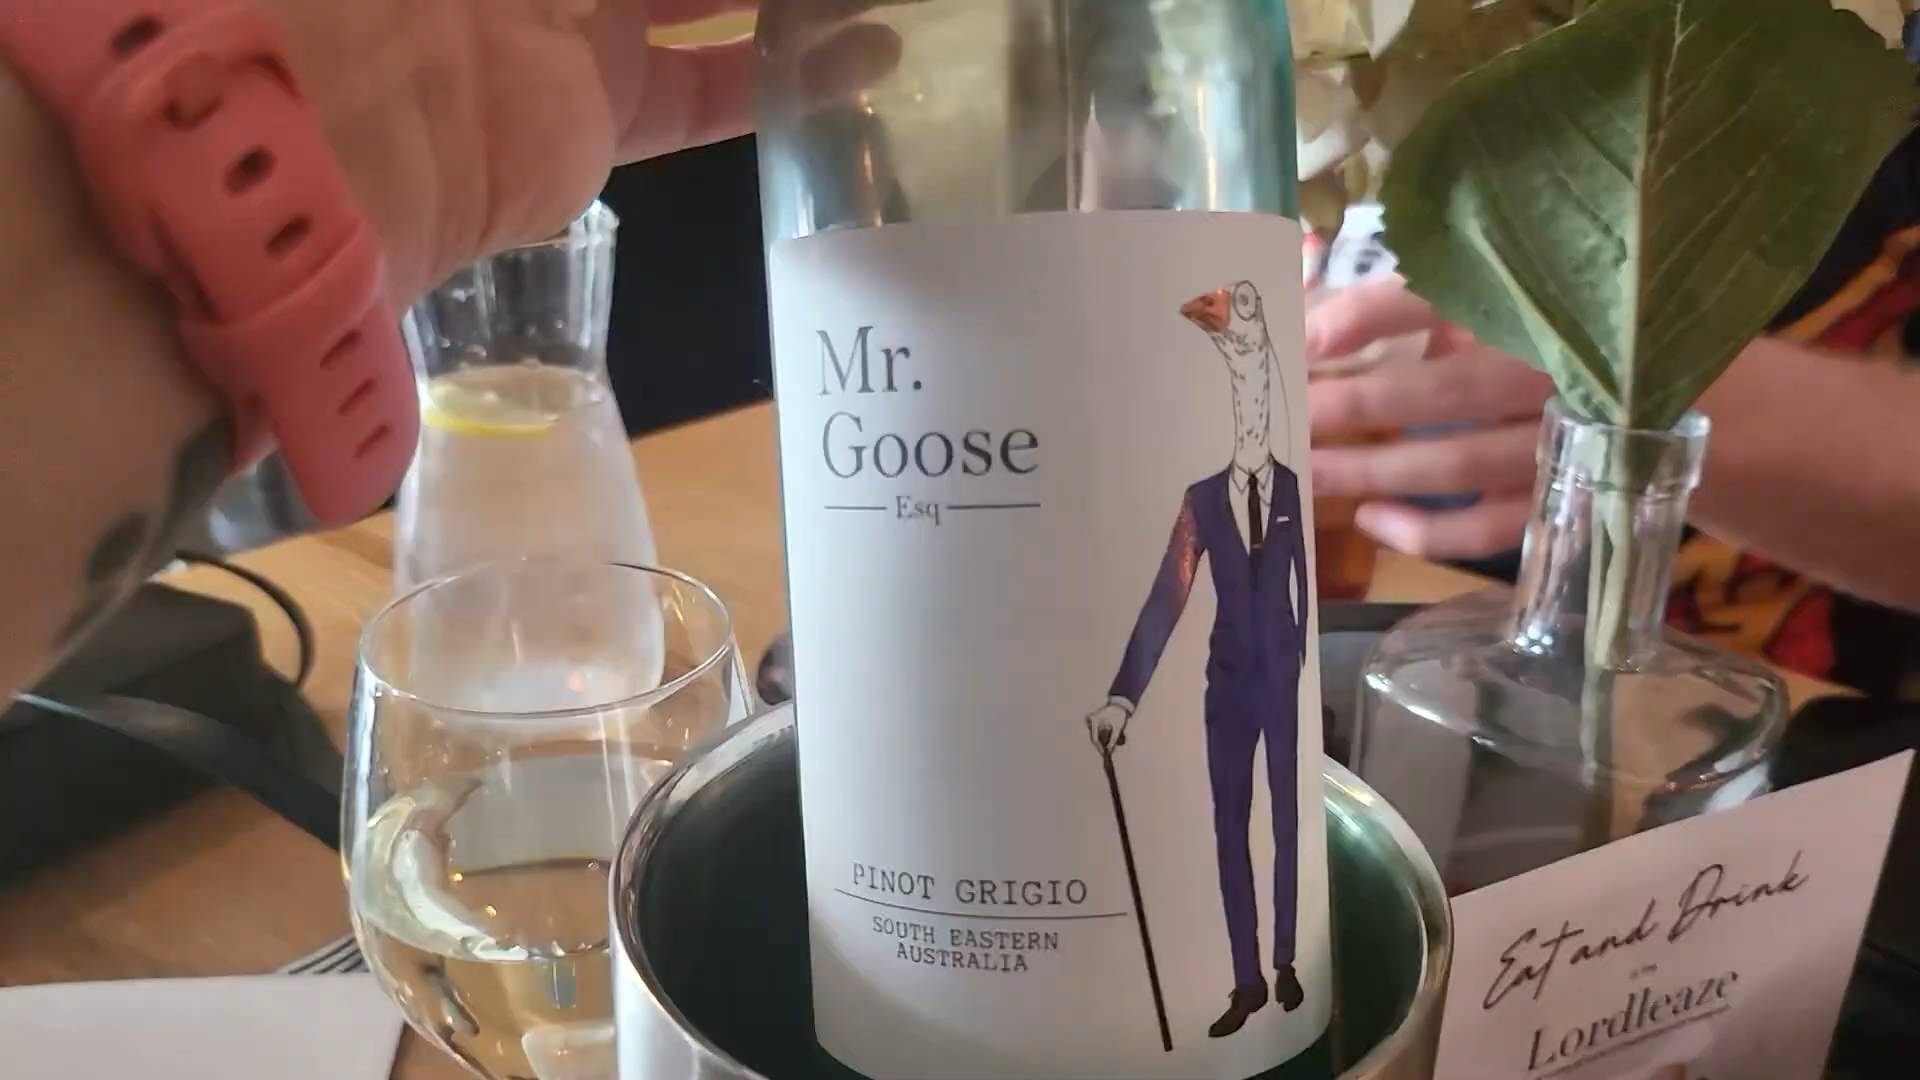 Mr.
Goose
Esq
PINOT GRIGIO
SOUTH EASTERN
AUSTRALIA
Eat and Drink
Lordleaze